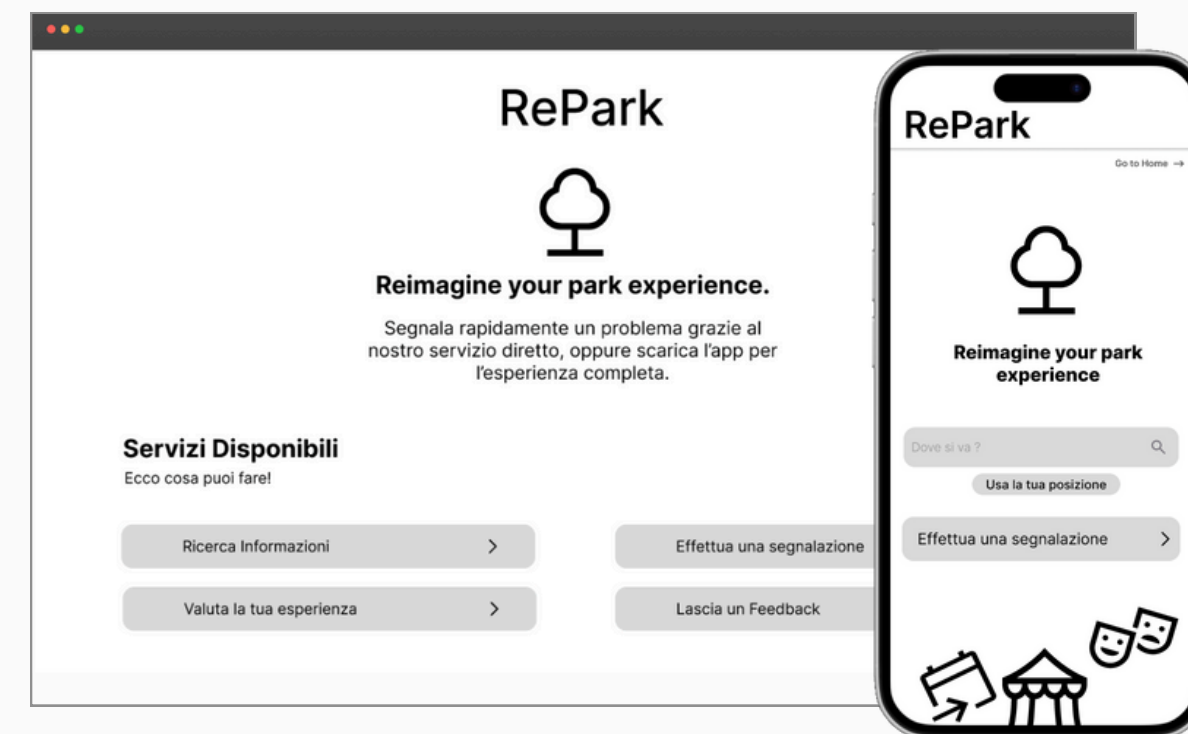 RePark
Reimagine your park experience.
Segnala rapidamente un problema grazie al
nostro servizio diretto, oppure scarica l'app per
l'esperienza completa.
Servizi Disponibili
Ecco cosa puoi fare!
Ricerca Informazioni
Effettua una segnalazione
Valuta la tua esperienza
Lascia un Feedback
RePark
Go to Home →
Reimagine your park
experience
Dove si va ?
Usa la tua posizione
Effettua una segnalazione